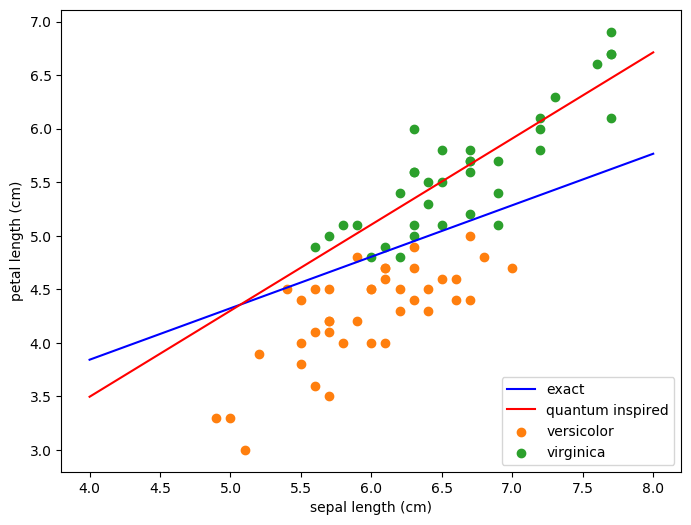 7.0
6.5
6.0
5.5
5.0
4.5
4.0
3.5
3.0
petal length (cm)
exact
quantum inspired
versicolor
virginica
4.0 4.5 5.0 5.5 6.0 6.5 7.0 7.5 8.0
sepal length (cm)